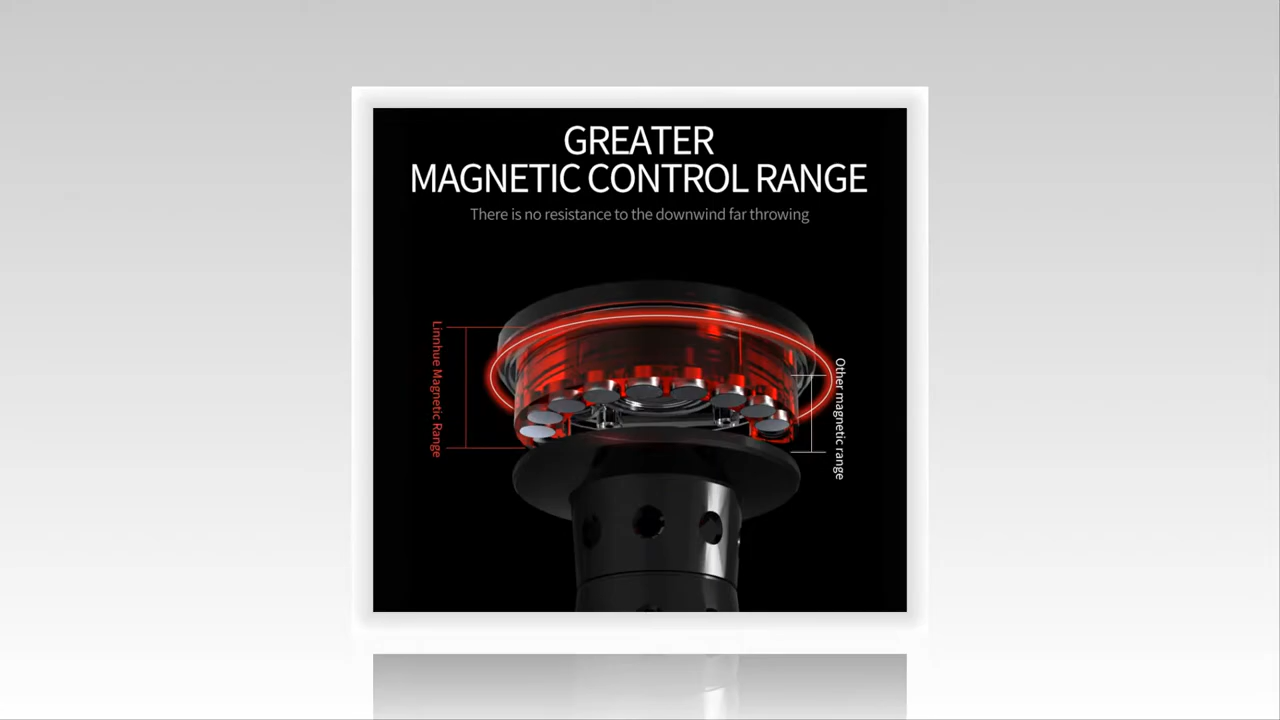 GREATER
MAGNETIC CONTROL RANGE
There is no resistance to the downwind far throwing
Linnhue Magnetic Range
Other magnetic range